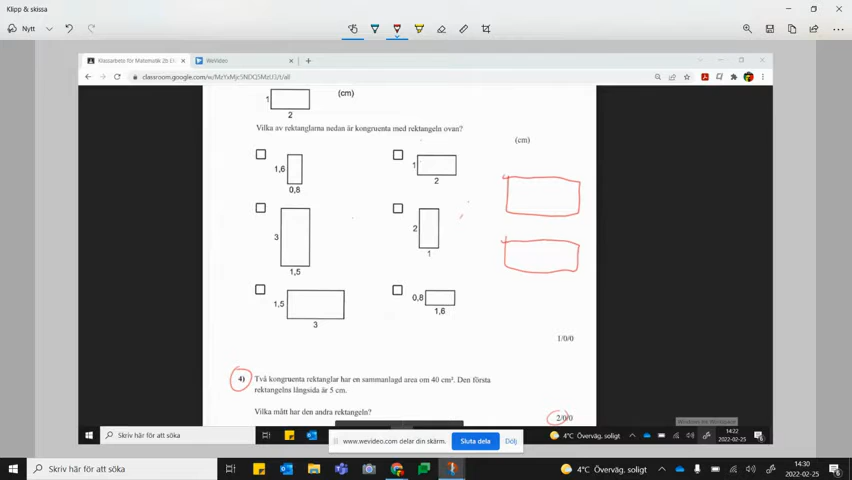 Klipp & skissa
Nytt
Klassarbete för Matematik 2b D
WeVideo
classroom.google.com/w/MzYxMjc5NDQ5MzU3/t/all
1
(cm)
2
Vilka av rektanglarna nedan är kongruenta med rektangeln ovan?
(cm)
1,6
0,8
1
2
3
1,5
2
1
1,5
3
0,8
1,6
1/0/0
4) Två kongruenta rektanglar har en sammanlagd area om 40 cm². Den första
rektangelns långsida är 5 cm.
Vilka mått har den andra rektangeln?
2/0/0
Skriv här för att söka
4°C Överväg. soligt
14:22
2022-02-25
www.wevideo.com delar din skärm.
Sluta dela
Dölj
Skriv här för att söka
4°C Överväg. soligt
14:30
2022-02-25